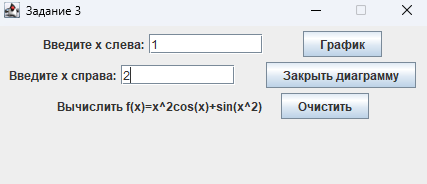 Задание 3
Введите x слева: 1 График
Введите x справа: 2 Закрыть диаграмму
Вычислить f(x)=x^2cos(x)+sin(x^2) Очистить